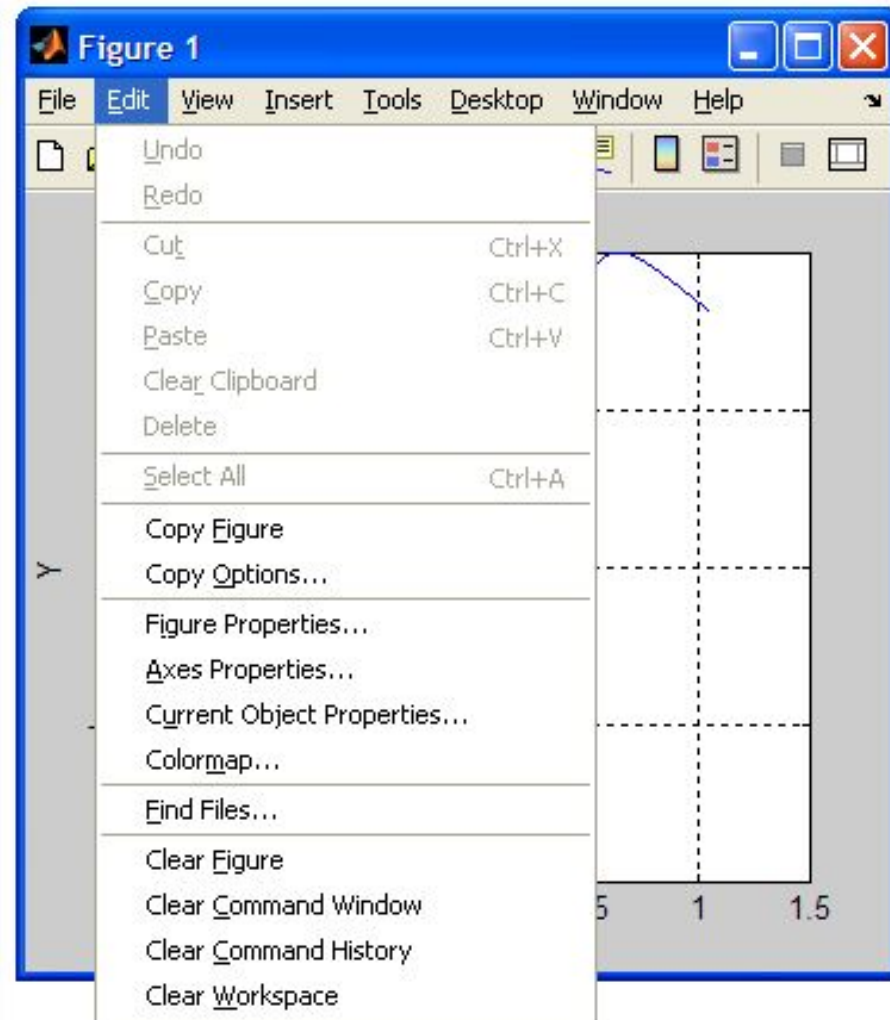 Figure 1
File Edit View Insert Tools Desktop Window Help
Undo
Redo
Cut Ctrl+X
Copy Ctrl+C
Paste Ctrl+V
Clear Clipboard
Delete
Select All Ctrl+A
Copy Figure
Copy Options...
Y
Figure Properties...
Axes Properties...
Current Object Properties...
Colormap...
Find Files...
Clear Figure
Clear Command Window
5 1 1.5
Clear Command History
Clear Workspace